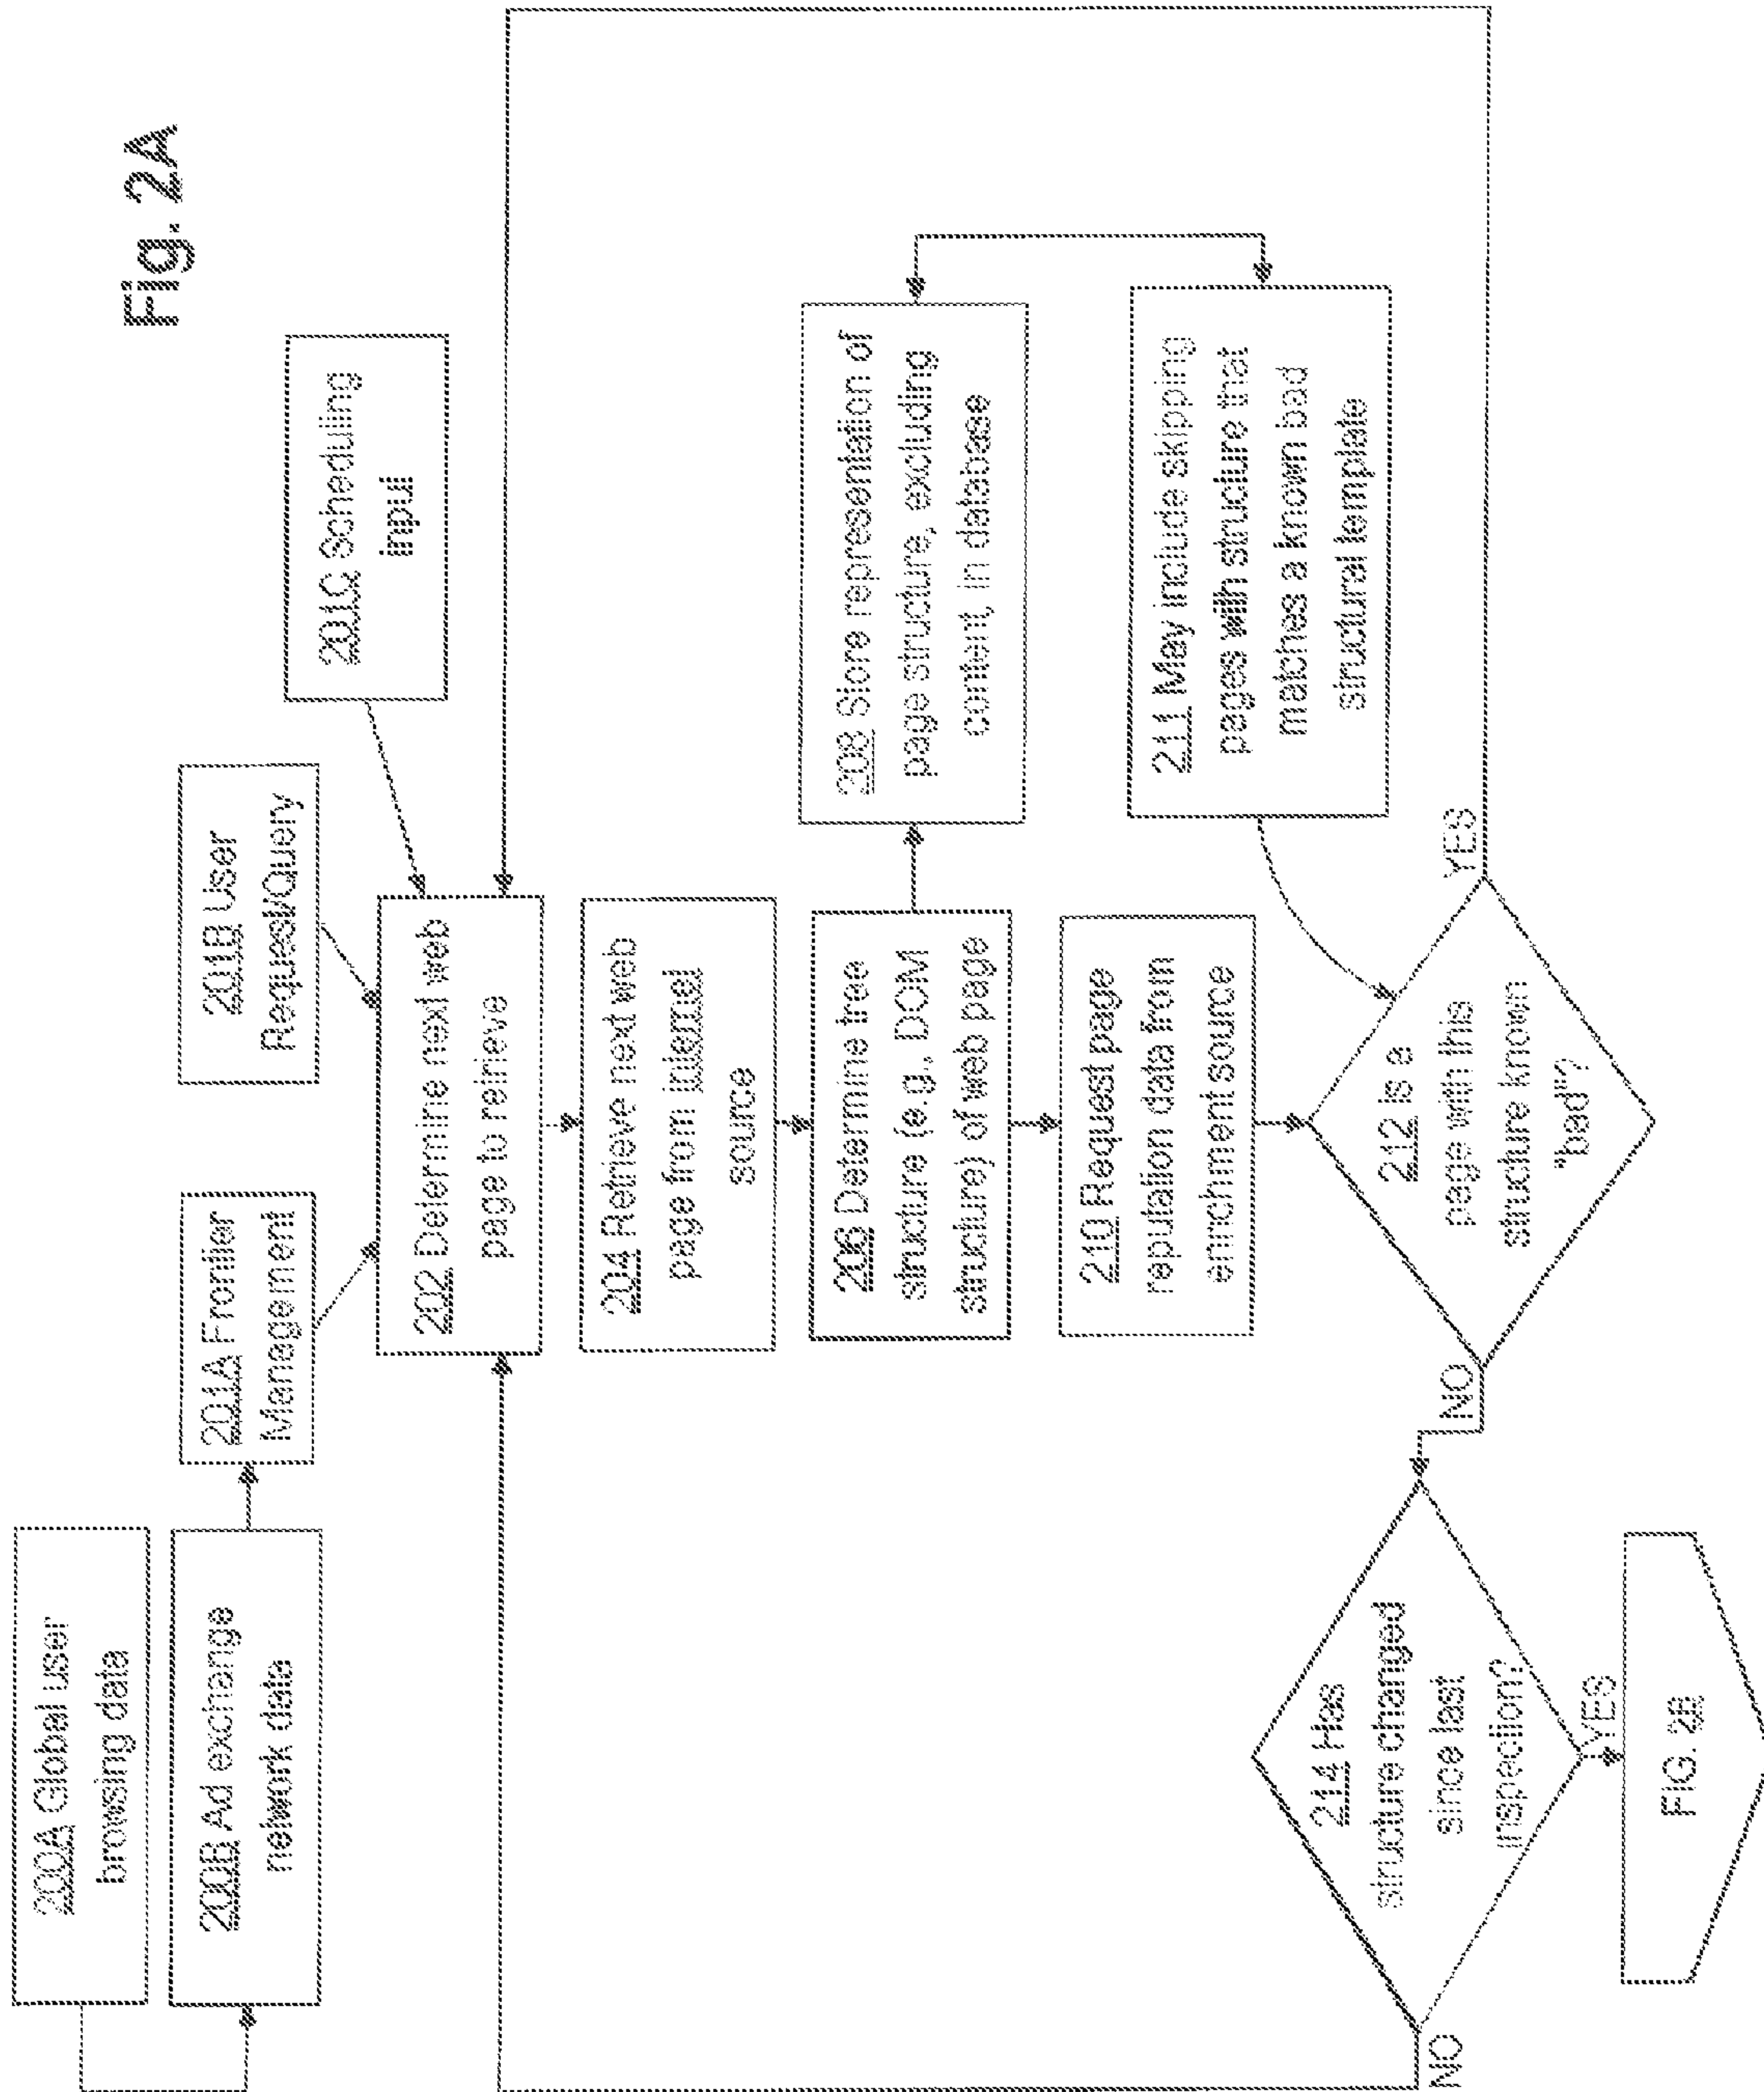 Fig. 2A
200A Global user
browsing data
200B Ad exchange
network data
201A Frontier
Management
201B User
Request/Query
201C Scheduling
input
202 Determine next web
page to retrieve
204 Retrieve next web
page from internet
source
206 Determine tree
structure (e.g., DOM
structure) of web page
208 Store representation of
page structure, excluding
content, in database
210 Request page
reputation data from
enrichment source
211 May include skipping
pages with structure that
matches a known bad
structural template
212 is a
page with this
structure known
"bad"?
YES
NO
214 Has
structure changed
since last
inspection?
NO
YES
FIG. 2B